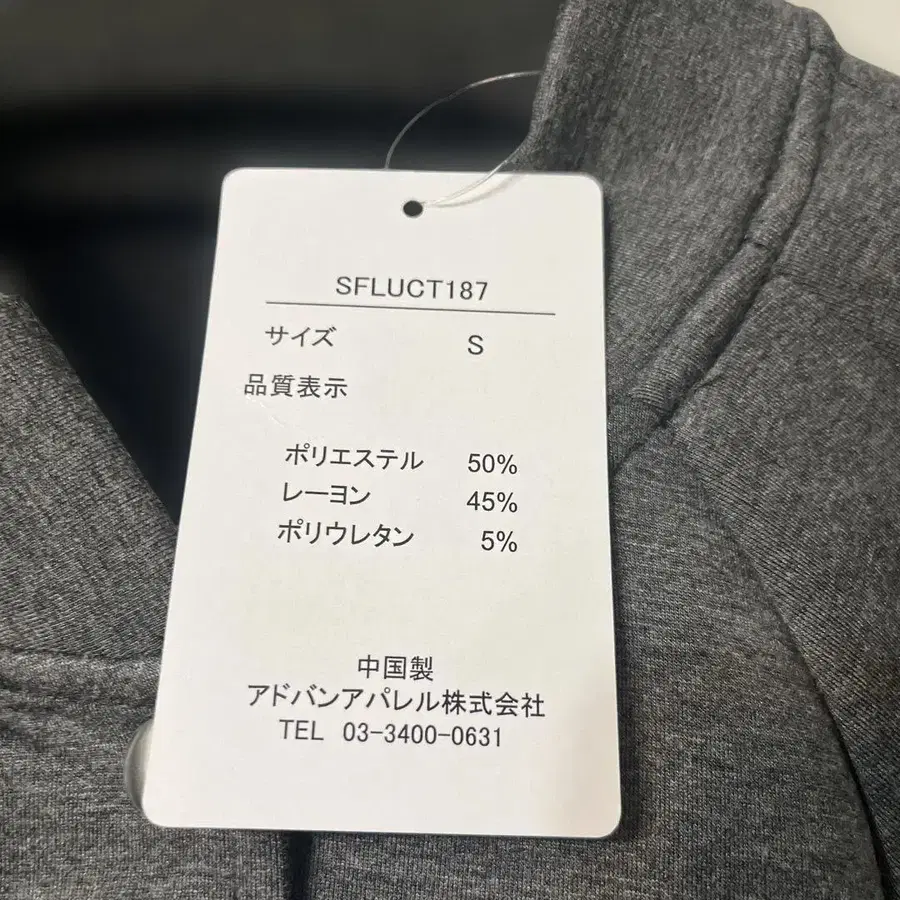 SFLUCT187
サイズ S
品質表示
ポリエステル 50%
レーヨン 45%
ポリウレタン 5%
中国製
アドバンアパレル株式会社
TEL 03-3400-0631